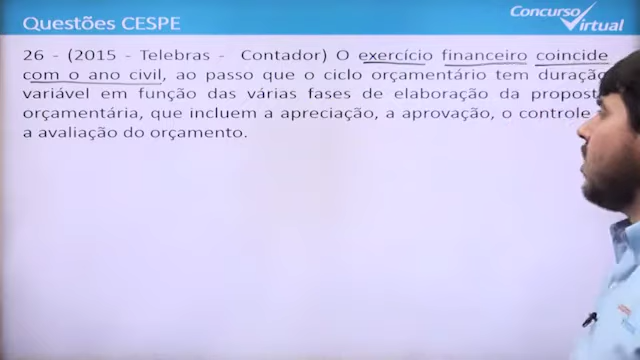 Questões CESPE
Concurso
Virtual
26 - (2015 - Telebras - Contador) O exercício financeiro coincide
com o ano civil, ao passo que o ciclo orçamentário tem duração
variável em função das várias fases de elaboração da proposta
orçamentária, que incluem a apreciação, a aprovação, o controle
a avaliação do orçamento.